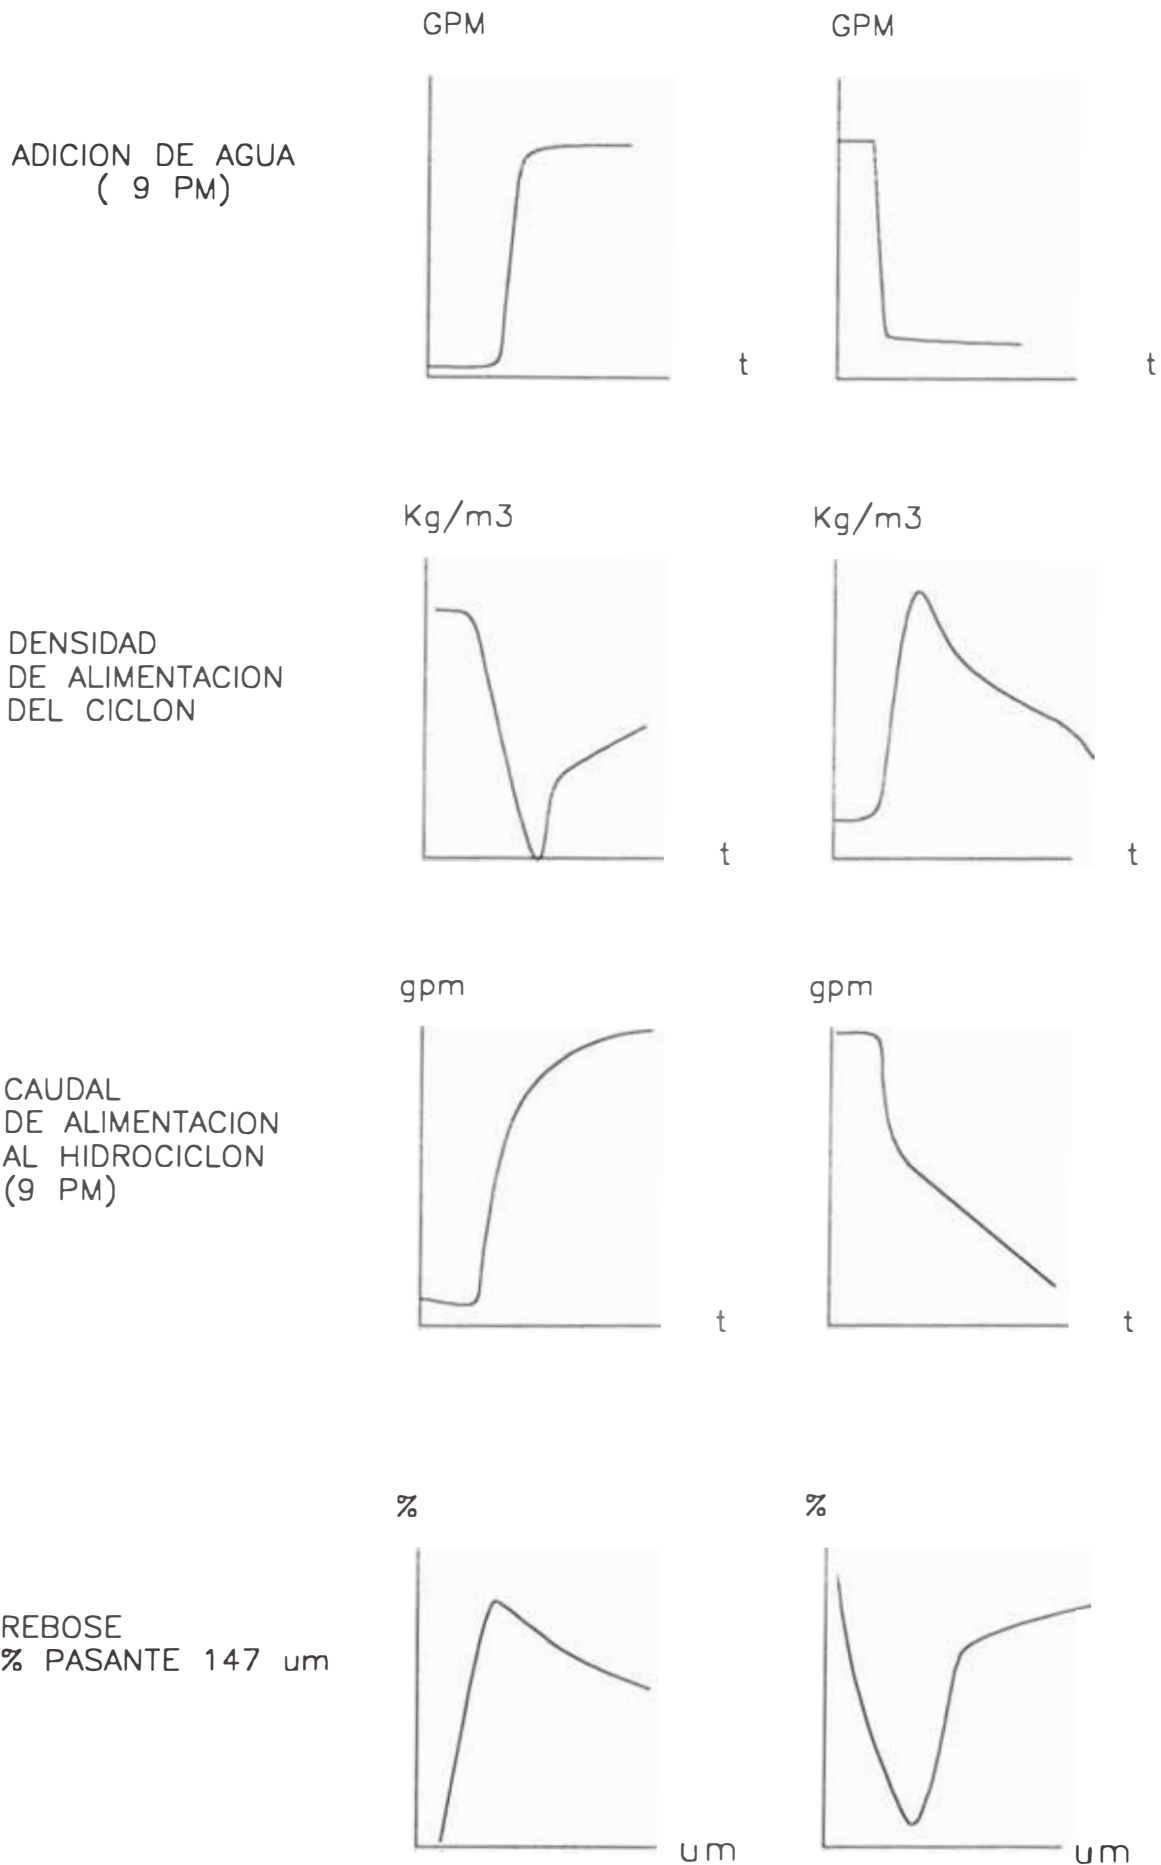 GPM
GPM
ADICION DE AGUA
( 9 PM)
t
t
Kg/m3
Kg/m3
DENSIDAD
DE ALIMENTACION
DEL CICLON
t
t
gpm
gpm
CAUDAL
DE ALIMENTACION
AL HIDROCICLON
(9 PM)
t
t
%
%
REBOSE
% PASANTE 147 um
um
um